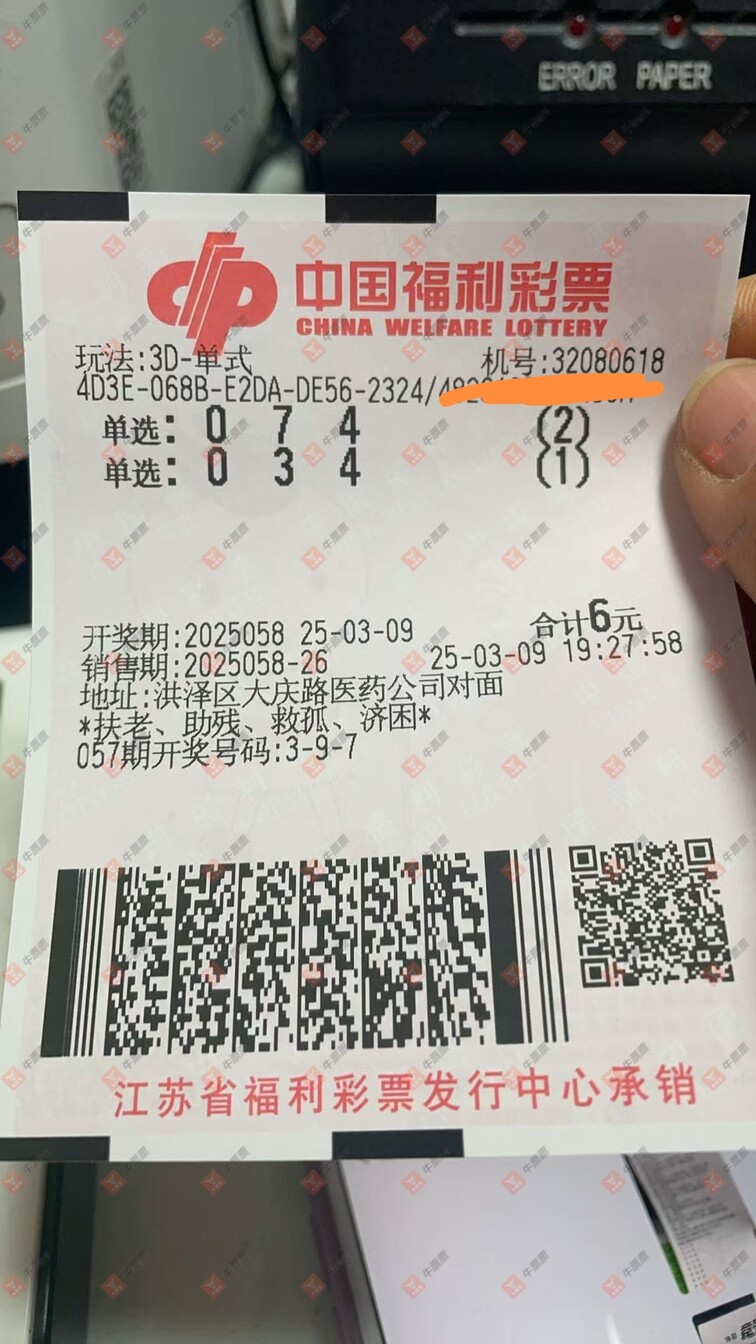 ERROR PAPER
中国福利彩票
CHINA WELFARE LOTTERY
玩法:3D-单式 机号:32080618
4D3E-068B-E2DA-DE56-2324/
单选: 0 7 4 (2)
单选: 0 3 4 (1)
开奖期:2025058 25-03-09 合计6元
销售期:2025058-26 25-03-09 19:27:58
地址:洪泽区大庆路医药公司对面
*扶老、助残、救孤、济困*
057期开奖号码:3-9-7
江苏省福利彩票发行中心承销